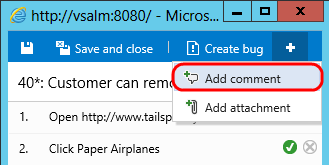 http://vsalm:8080/ - Micros...
Save and close
Create bug
40*: Customer can remo
Add comment
Add attachment
1. Open http://www.tailsp
2. Click Paper Airplanes